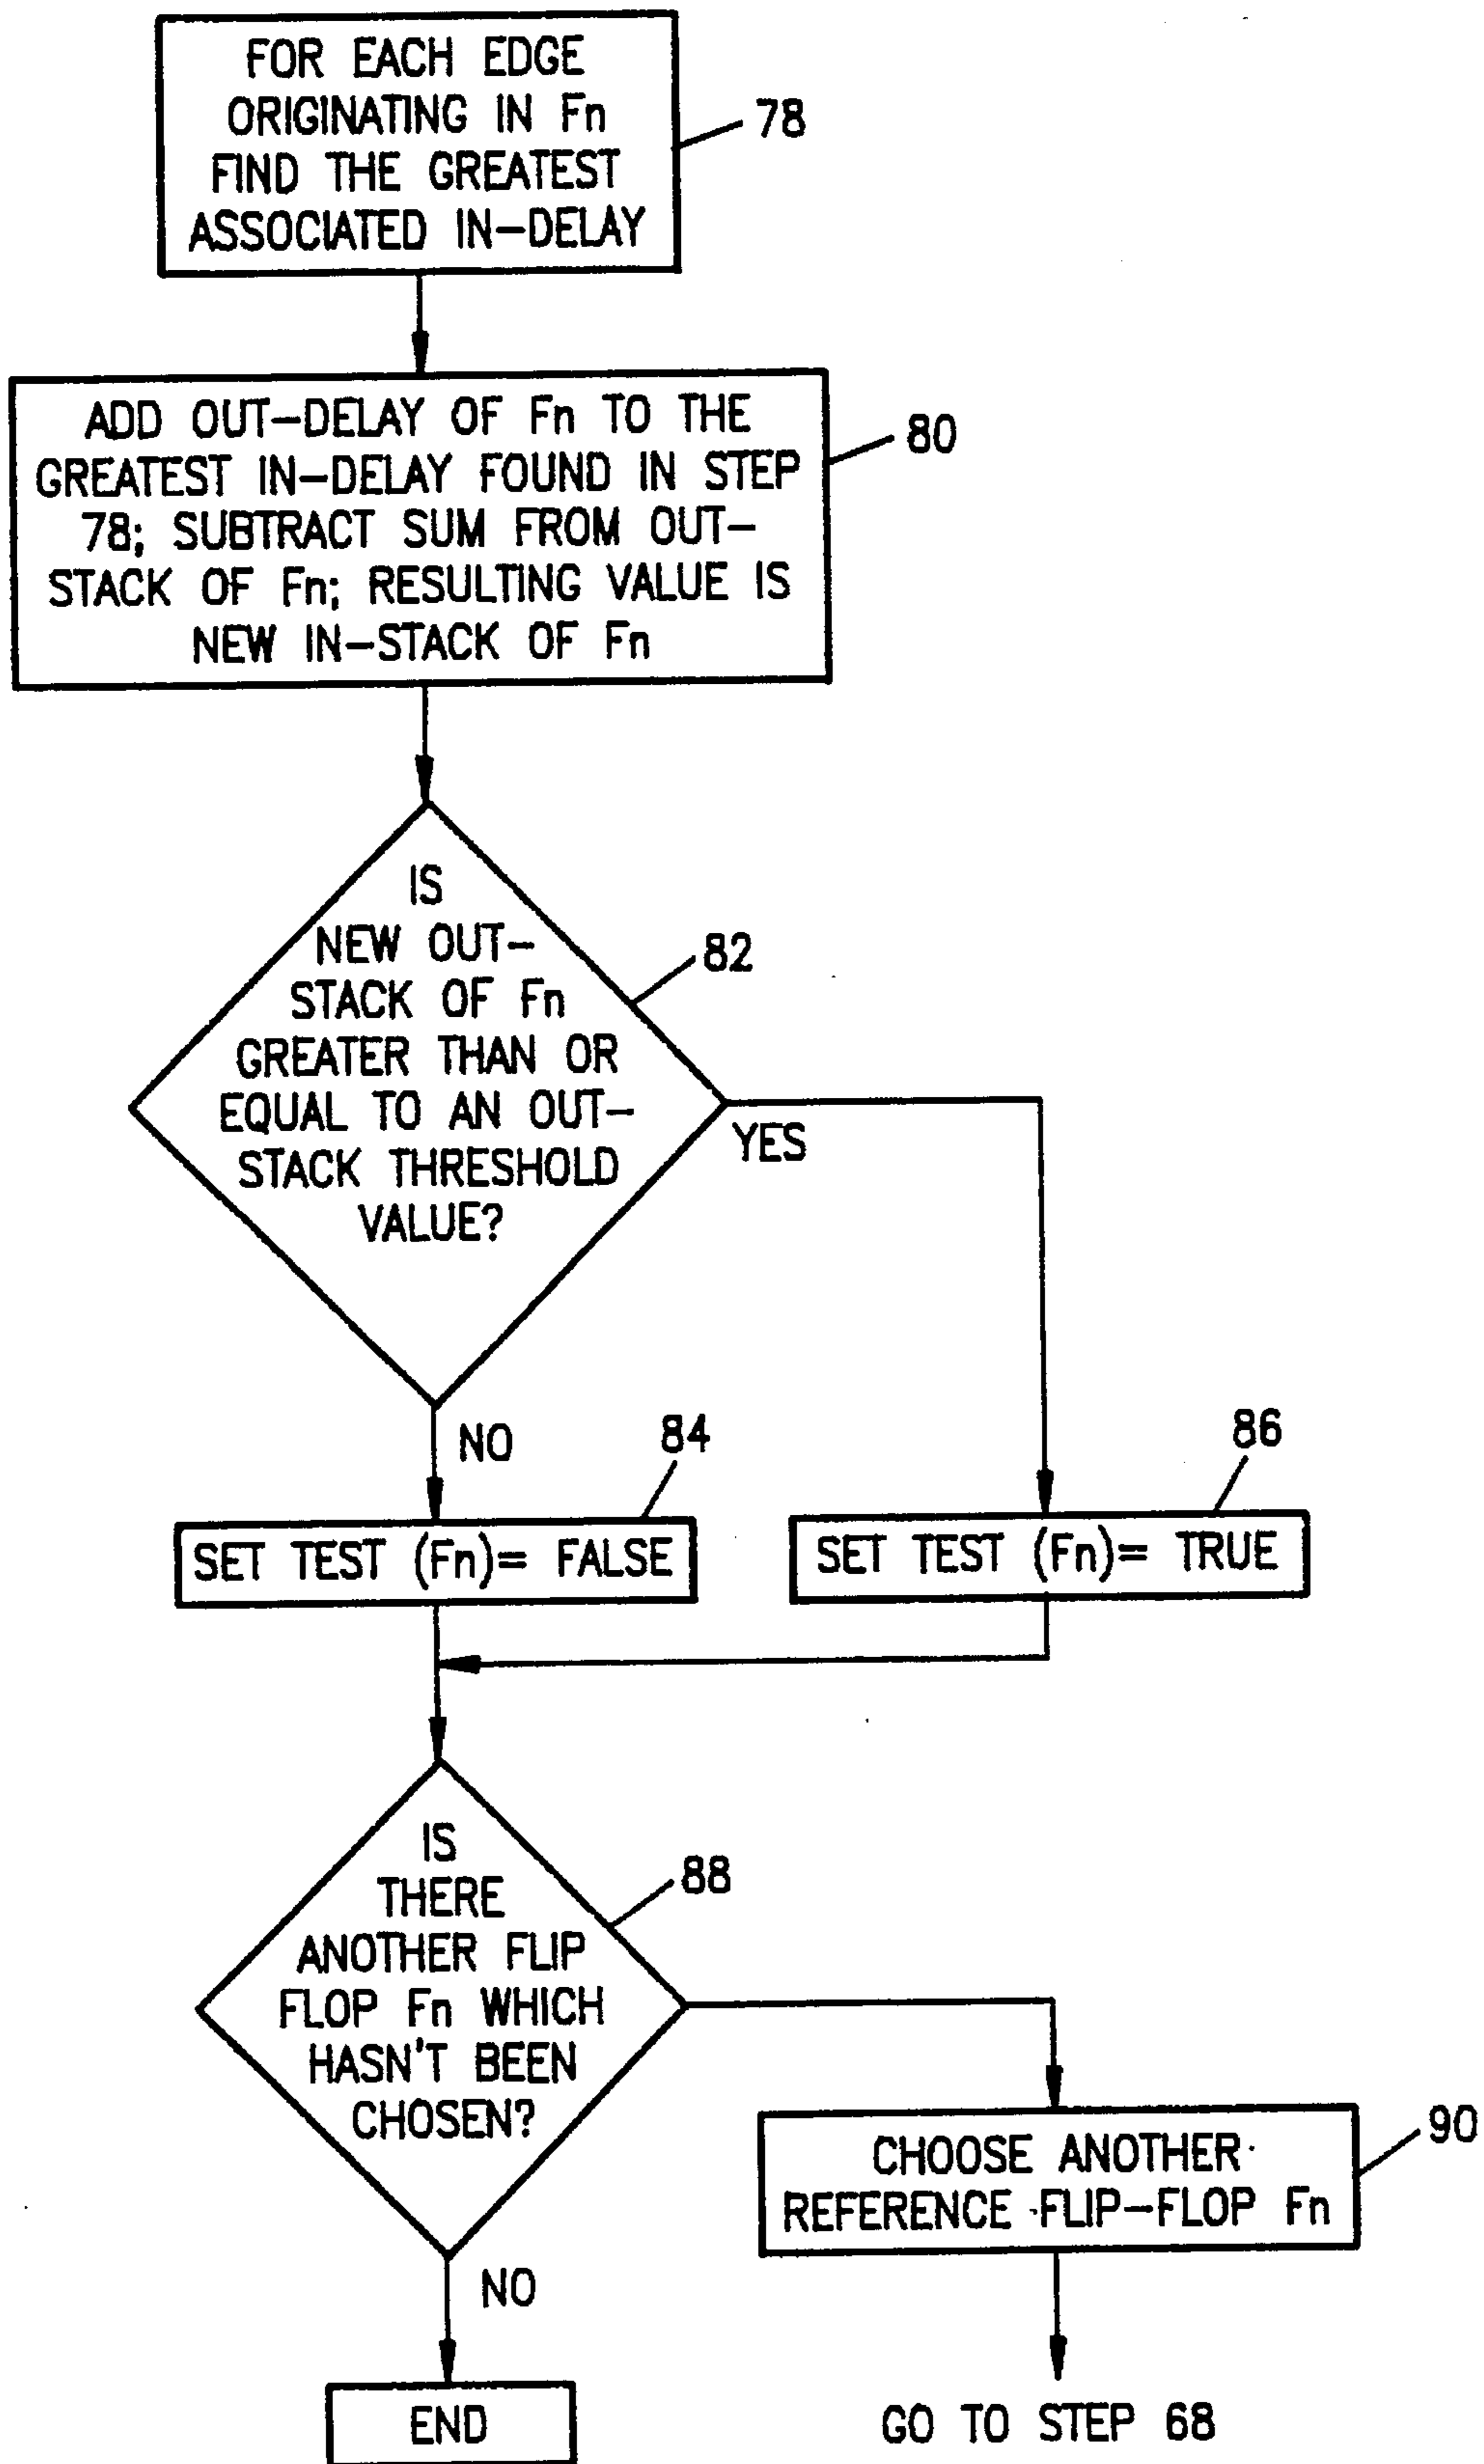 FOR EACH EDGE
ORIGINATING IN Fn
FIND THE GREATEST
ASSOCIATED IN-DELAY
78
ADD OUT-DELAY OF Fn TO THE
GREATEST IN-DELAY FOUND IN STEP
78; SUBTRACT SUM FROM OUT-
STACK OF Fn; RESULTING VALUE IS
NEW IN-STACK OF Fn
80
IS
NEW OUT-
STACK OF Fn
GREATER THAN OR
EQUAL TO AN OUT-
STACK THRESHOLD
VALUE?
82
YES
NO
84
86
SET TEST (Fn)= FALSE
SET TEST (Fn)= TRUE
IS
THERE
ANOTHER FLIP
FLOP Fn WHICH
HASN'T BEEN
CHOSEN?
88
CHOOSE ANOTHER
REFERENCE FLIP-FLOP Fn
90
NO
END
GO TO STEP 68